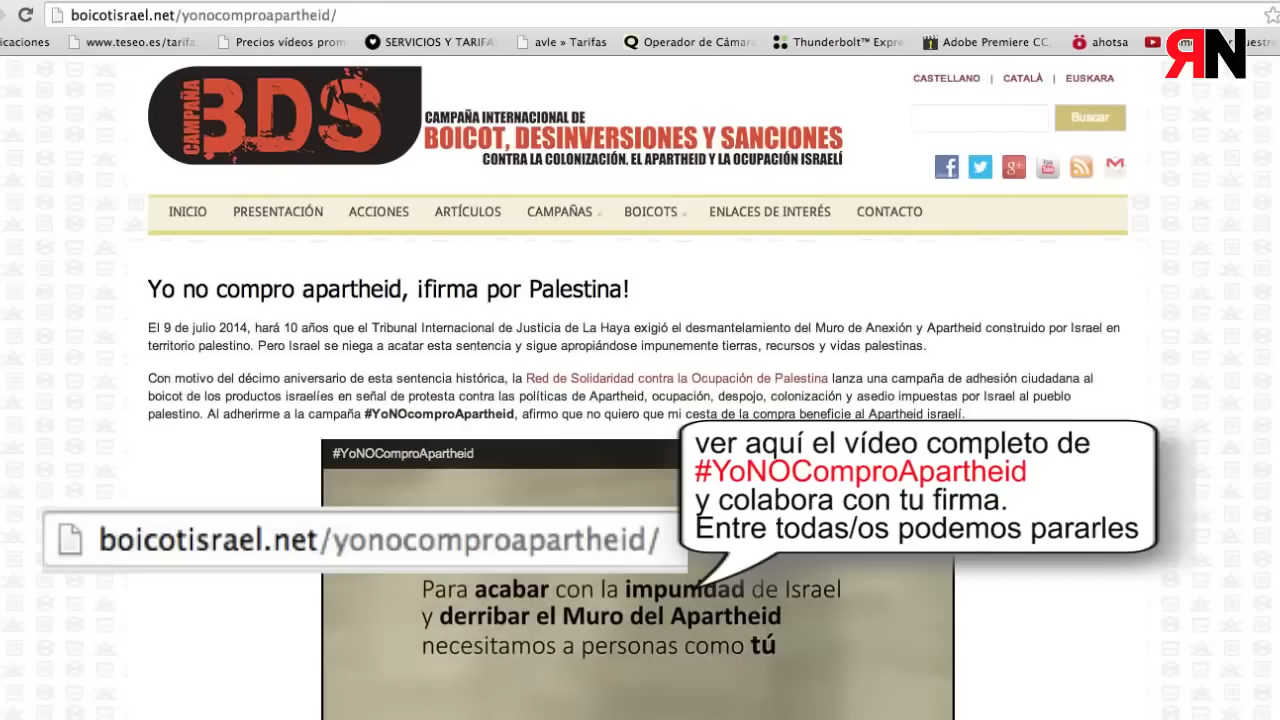 boicotisrael.net/yonocomproapartheid/
www.teseo.es/tarifa
Precios vídeos prom
SERVICIOS Y TARIFA
avle » Tarifas
Operador de Cámar
Thunderbolt™ Expre
Adobe Premiere CC
ahotsa
RN
CAMPAÑA
BDS
CAMPAÑA INTERNACIONAL DE
BOICOT, DESINVERSIONES Y SANCIONES
CONTRA LA COLONIZACIÓN, EL APARTHEID Y LA OCUPACIÓN ISRAELÍ
CASTELLANO | CATALÀ | EUSKARA
Buscar
INICIO PRESENTACIÓN ACCIONES ARTÍCULOS CAMPAÑAS BOICOTS ENLACES DE INTERÉS CONTACTO
Yo no compro apartheid, ¡firma por Palestina!
El 9 de julio 2014, hará 10 años que el Tribunal Internacional de Justicia de La Haya exigió el desmantelamiento del Muro de Anexión y Apartheid construido por Israel en
territorio palestino. Pero Israel se niega a acatar esta sentencia y sigue apropiándose impunemente tierras, recursos y vidas palestinas.
Con motivo del décimo aniversario de esta sentencia histórica, la Red de Solidaridad contra la Ocupación de Palestina lanza una campaña de adhesión ciudadana al
boicot de los productos israelíes en señal de protesta contra las políticas de Apartheid, ocupación, despojo, colonización y asedio impuestas por Israel al pueblo
palestino. Al adherirme a la campaña #YoNOcomproApartheid, afirmo que no quiero que mi cesta de la compra beneficie al Apartheid israelí.
#YoNOComproApartheid
ver aquí el vídeo completo de
#YoNOComproApartheid
y colabora con tu firma.
Entre todas/os podemos pararles
boicotisrael.net/yonocomproapartheid/
Para acabar con la impunidad de Israel
y derribar el Muro del Apartheid
necesitamos a personas como tú